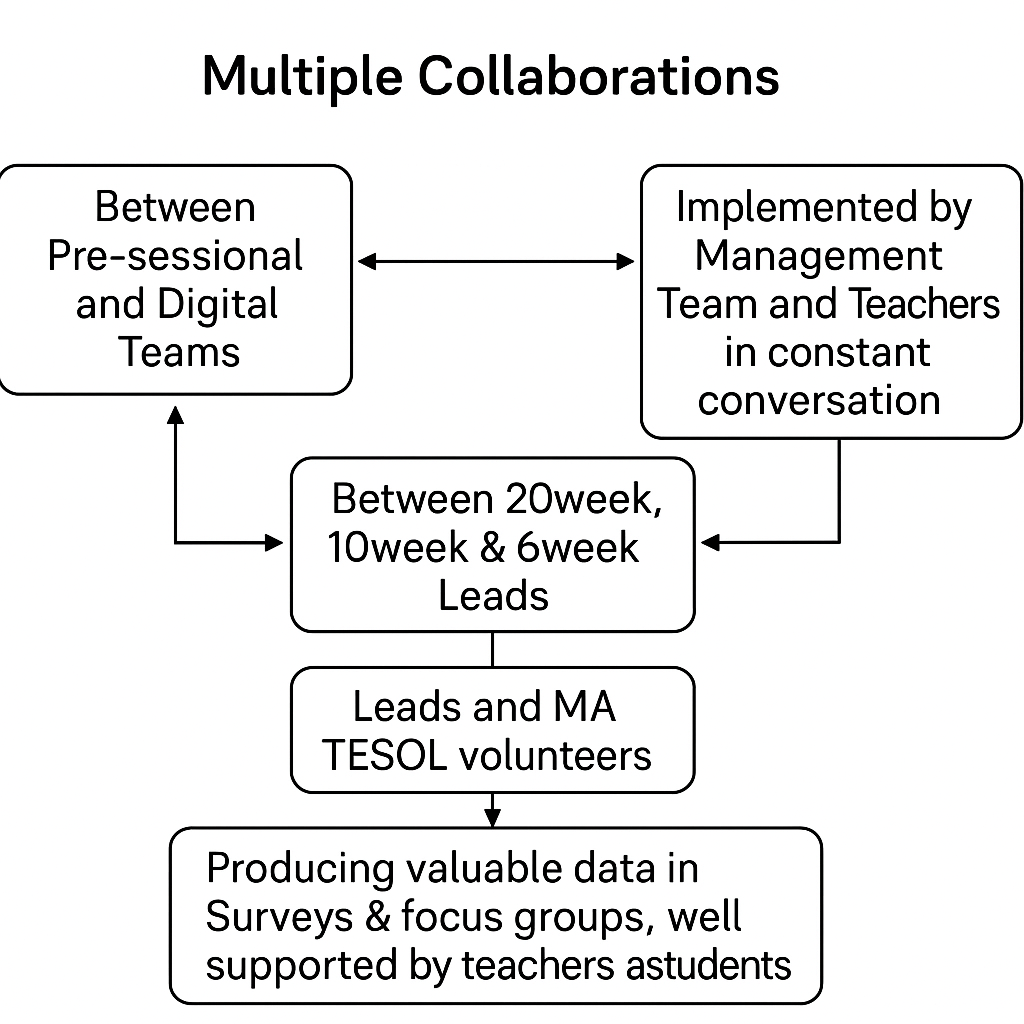 Multiple Collaborations
Between
Pre-sessional
and Digital
Teams
Implemented by
Management
Team and Teachers
in constant
conversation
Between 20week,
10week & 6week
Leads
Leads and MA
TESOL volunteers
Producing valuable data in
Surveys & focus groups, well
supported by teachers astudents